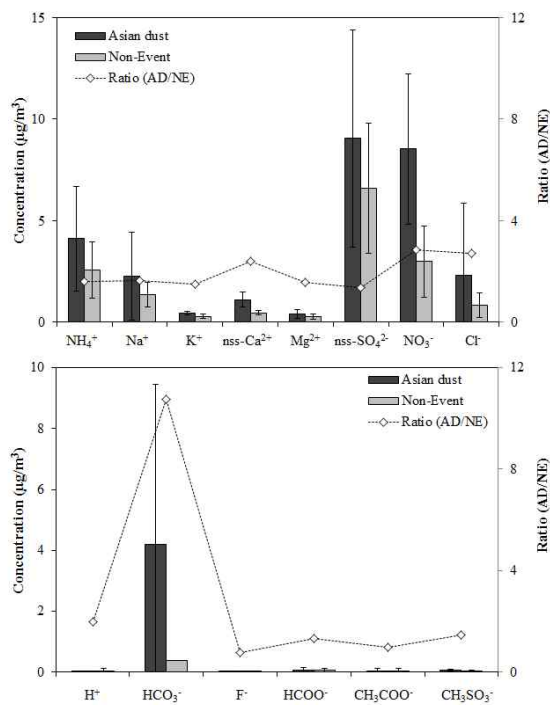 Asian dust
Non-Event
Ratio (AD/NE)
Concentration (µg/m³)
15
10
5
0
12
8
4
0
Ratio (AD/NE)
NH₄⁺ Na⁺ K⁺ nss-Ca²⁺ Mg²⁺ nss-SO₄²⁻ NO₃⁻ Cl⁻
Asian dust
Non-Event
Ratio (AD/NE)
Concentration (µg/m³)
10
8
6
4
2
0
12
8
4
0
Ratio (AD/NE)
H⁺ HCO₃⁻ F⁻ HCOO⁻ CH₃COO⁻ CH₃SO₃⁻